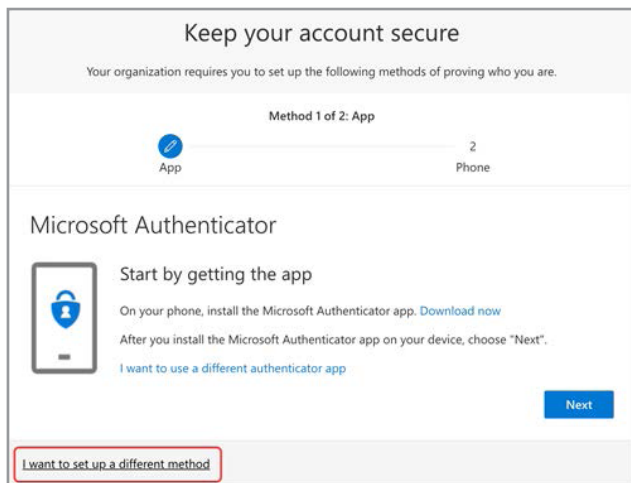 Keep your account secure
Your organization requires you to set up the following methods of proving who you are.
Method 1 of 2: App
App
2
Phone
Microsoft Authenticator
Start by getting the app
On your phone, install the Microsoft Authenticator app. Download now
After you install the Microsoft Authenticator app on your device, choose "Next".
I want to use a different authenticator app
Next
I want to set up a different method